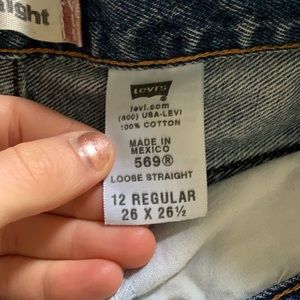 aight
Levi's
levi.com
(800) USA-LEVI
100% COTTON
MADE IN
MEXICO
569®
LOOSE STRAIGHT
12 REGULAR
26 X 26½